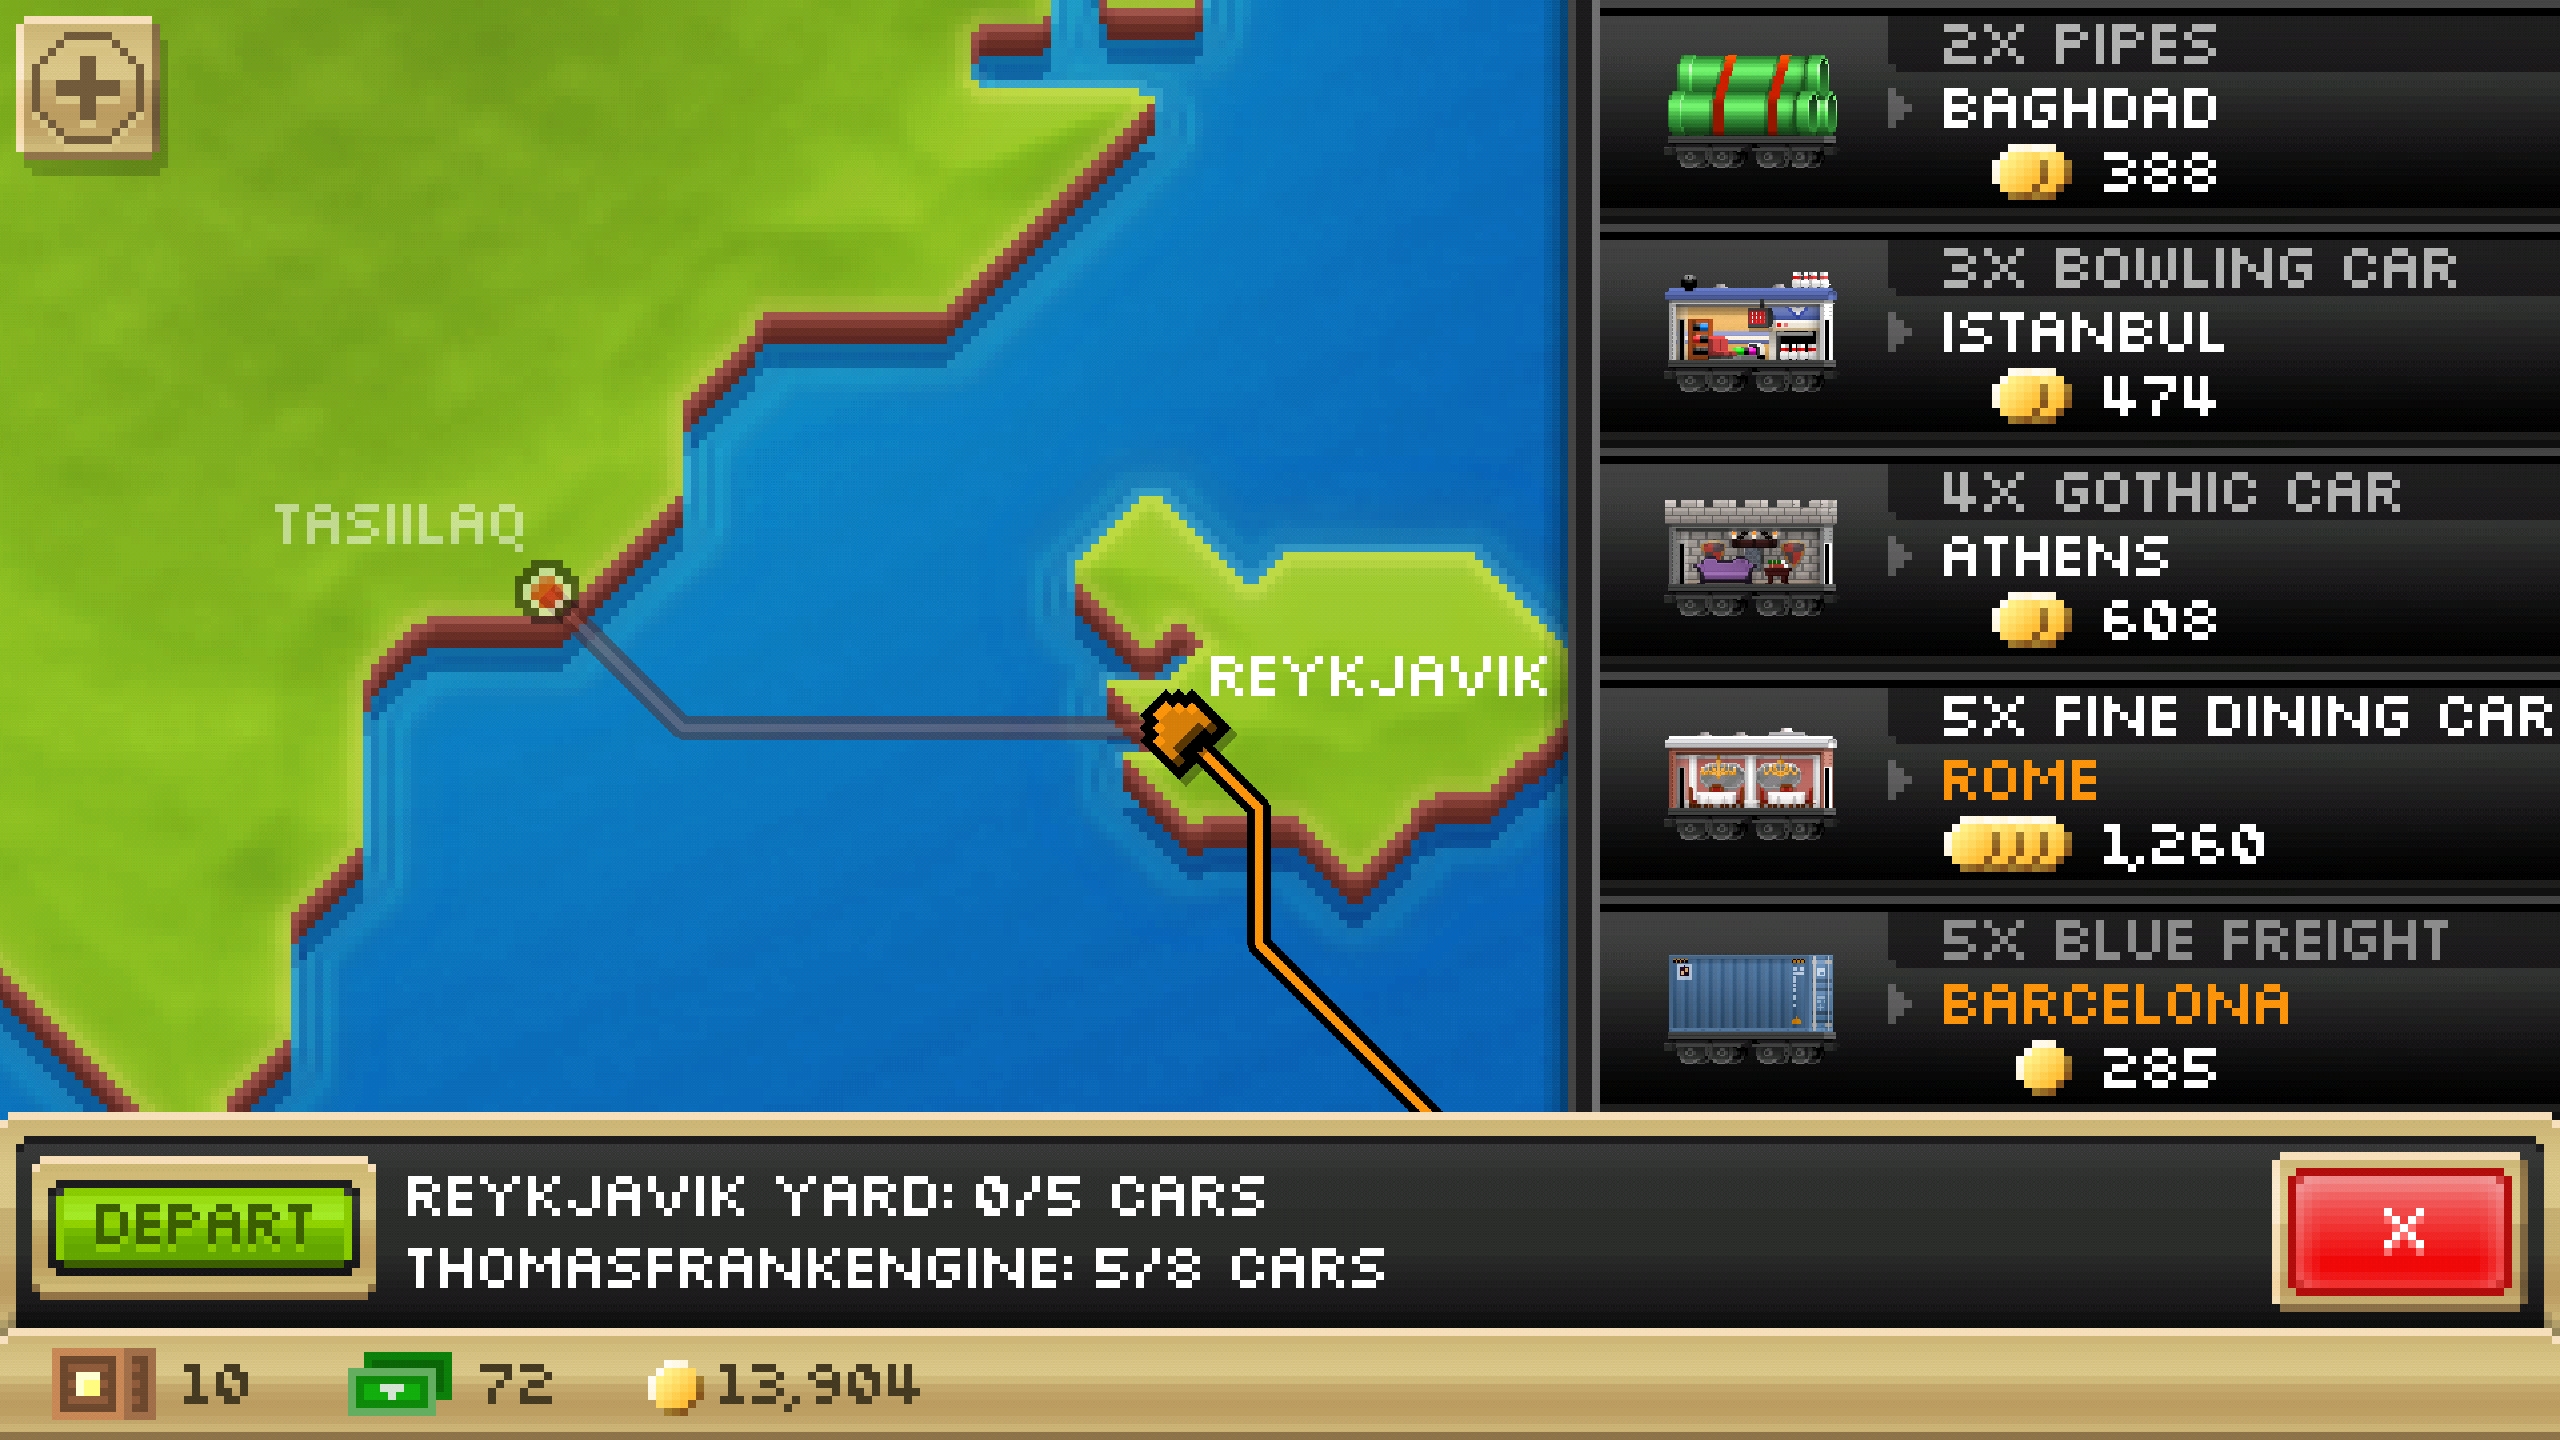 2X PIPES
BAGHDAD
388
3X BOWLING CAR
ISTANBUL
474
4X GOTHIC CAR
ATHENS
608
5X FINE DINING CAR
ROME
1,260
5X BLUE FREIGHT
BARCELONA
285
TASIILAQ
REYKJAVIK
DEPART
REYKJAVIK YARD: 0/5 CARS
THOMASFRANKENGINE: 5/8 CARS
X
10
72
13,904